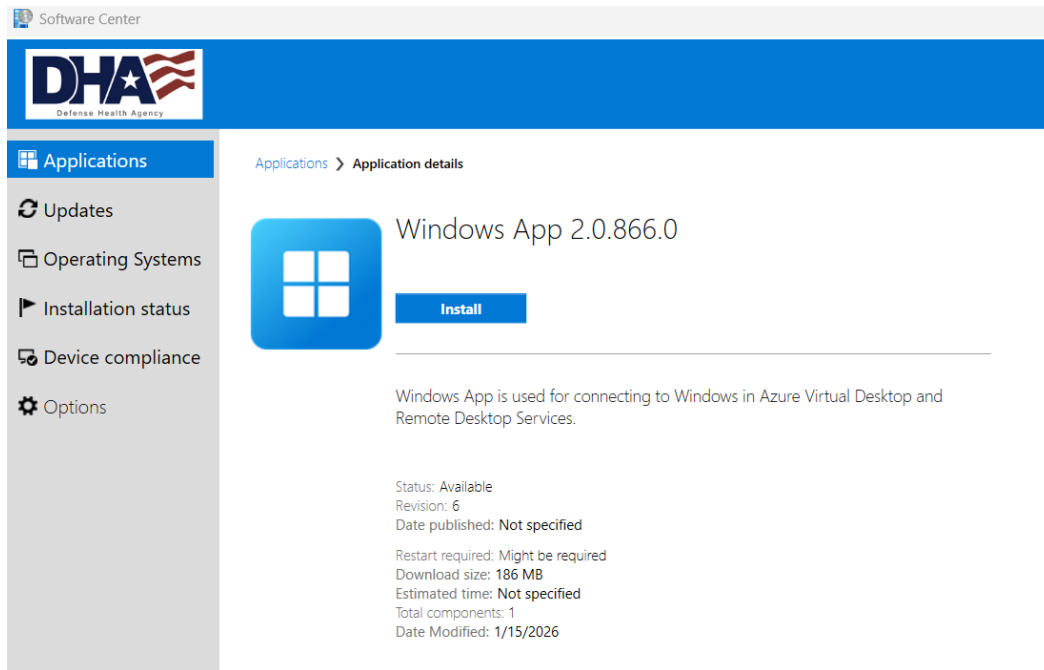 Software Center
DHA
Defense Health Agency
Applications
Updates
Operating Systems
Installation status
Device compliance
Options
Applications ❯ Application details
Windows App 2.0.866.0
Install
Windows App is used for connecting to Windows in Azure Virtual Desktop and
Remote Desktop Services.
Status: Available
Revision: 6
Date published: Not specified
Restart required: Might be required
Download size: 186 MB
Estimated time: Not specified
Total components: 1
Date Modified: 1/15/2026